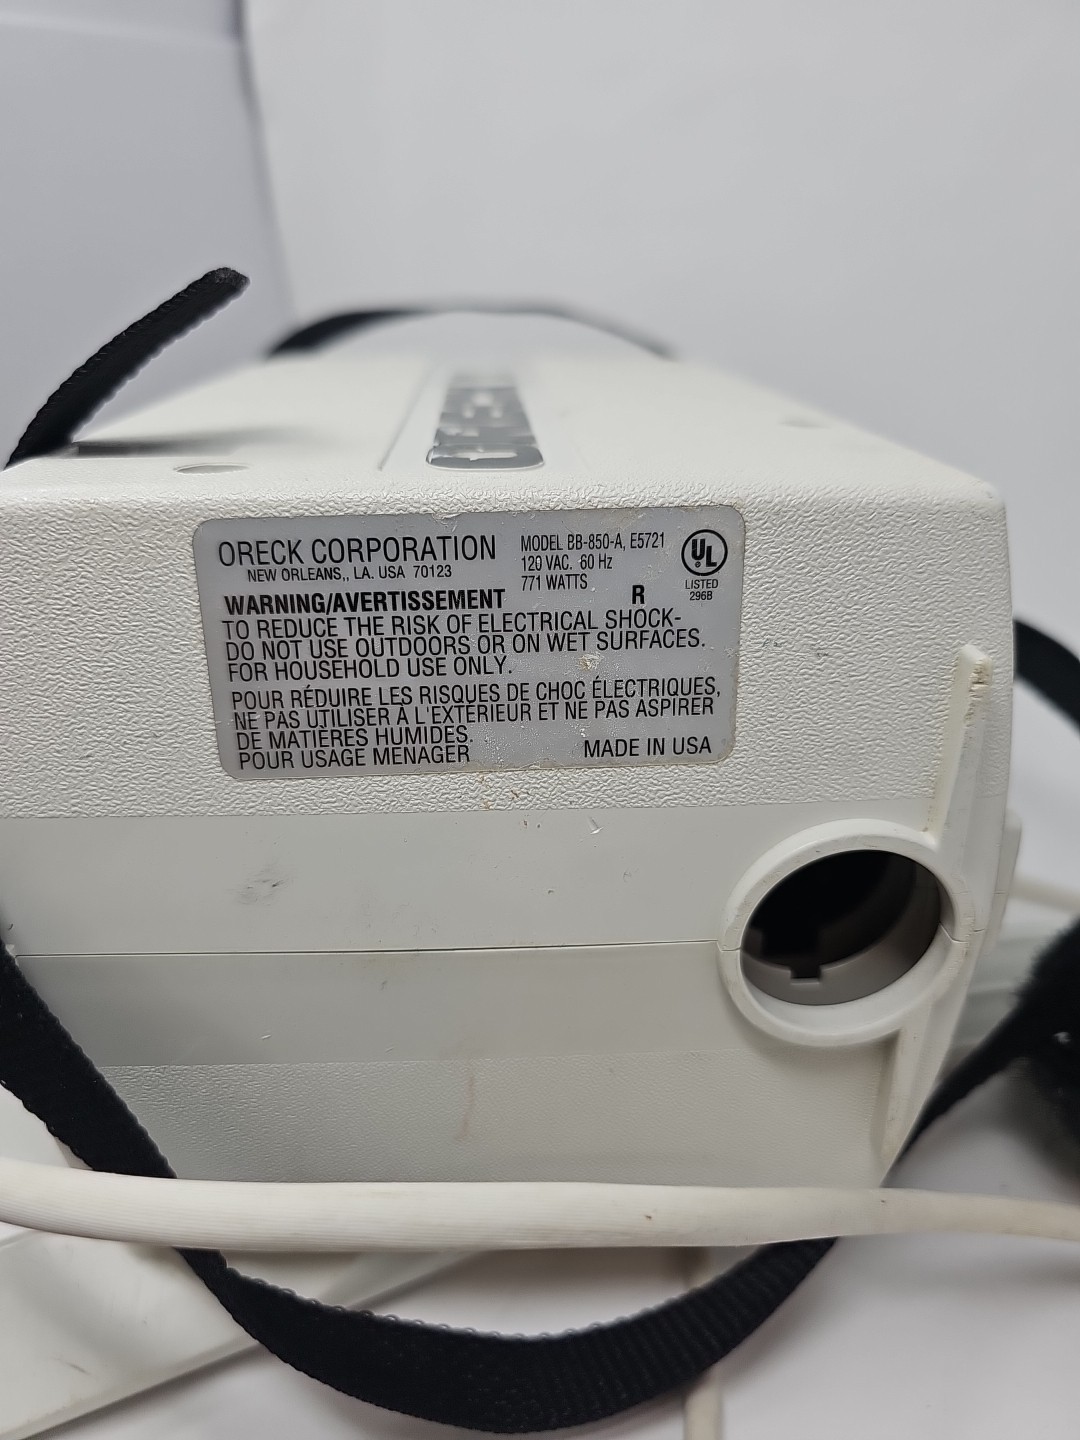 ORECK CORPORATION
NEW ORLEANS,, LA. USA 70123
MODEL BB-850-A, E5721
120 VAC. 60 Hz
771 WATTS
R
UL
LISTED
296B
WARNING/AVERTISSEMENT
TO REDUCE THE RISK OF ELECTRICAL SHOCK-
DO NOT USE OUTDOORS OR ON WET SURFACES.
FOR HOUSEHOLD USE ONLY.
POUR RÉDUIRE LES RISQUES DE CHOC ÉLECTRIQUES,
NE PAS UTILISER À L'EXTERIEUR ET NE PAS ASPIRER
DE MATIÈRES HUMIDES.
POUR USAGE MENAGER
MADE IN USA